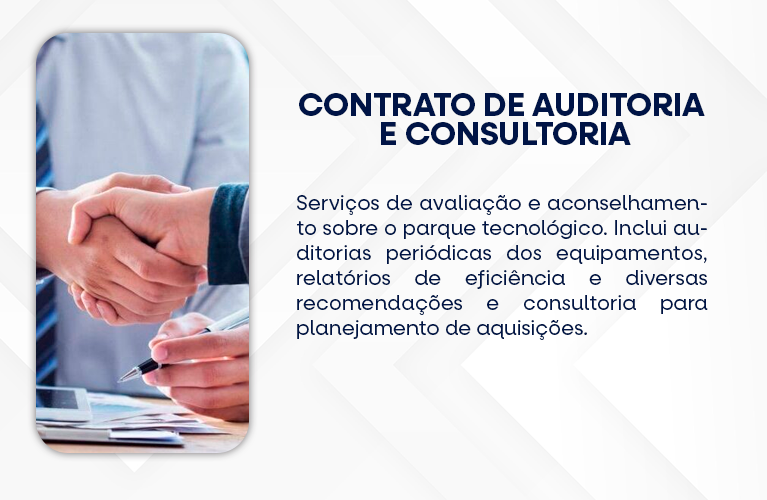 CONTRATO DE AUDITORIA
E CONSULTORIA
Serviços de avaliação e aconselhamen-
to sobre o parque tecnológico. Inclui au-
ditorias periódicas dos equipamentos,
relatórios de eficiência e diversas
recomendações e consultoria para
planejamento de aquisições.